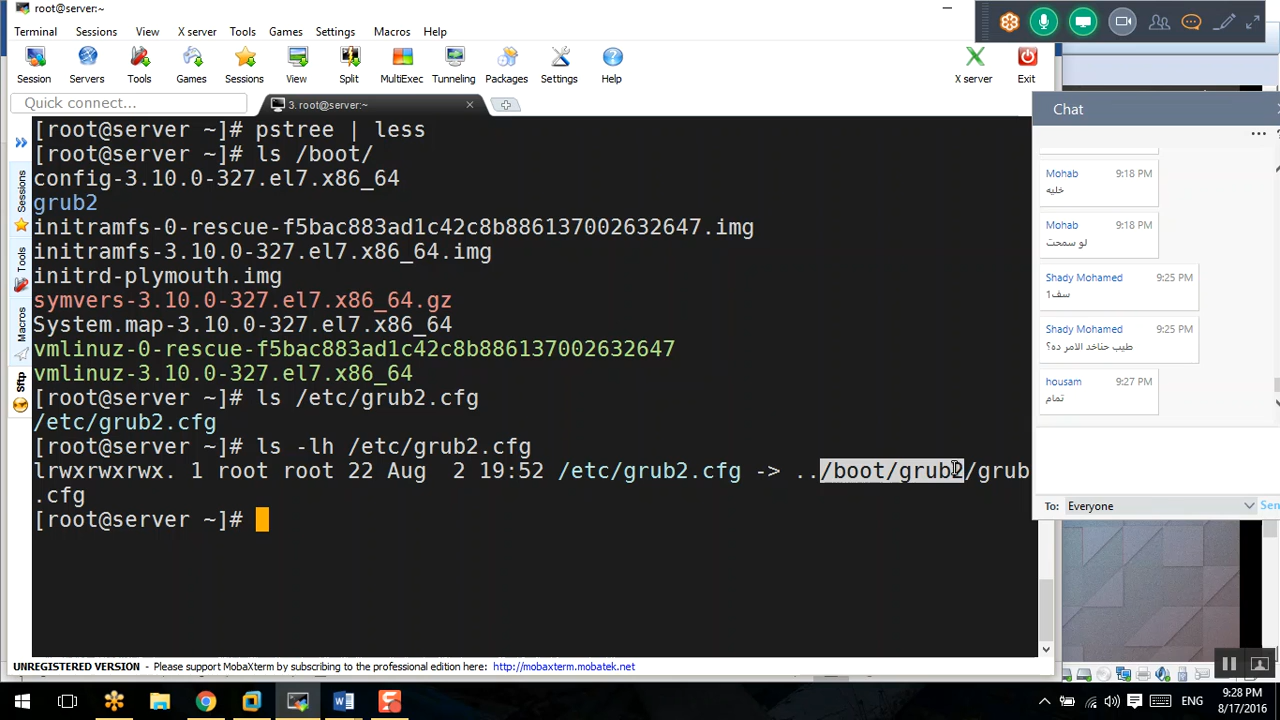 root@server:~
Terminal Sessions View X server Tools Games Settings Macros Help
Session Servers Tools Games Sessions View Split MultiExec Tunneling Packages Settings Help X server Exit
Quick connect...
3. root@server:~
Sessions
Tools
Macros
Sftp
[root@server ~]# pstree | less
[root@server ~]# ls /boot/
config-3.10.0-327.el7.x86_64
grub2
initramfs-0-rescue-f5bac883ad1c42c8b8861370026​32647.img
initramfs-3.10.0-327.el7.x86_64.img
initrd-plymouth.img
symvers-3.10.0-327.el7.x86_64.gz
System.map-3.10.0-327.el7.x86_64
vmlinuz-0-rescue-f5bac883ad1c42c8b886137002632647
vmlinuz-3.10.0-327.el7.x86_64
[root@server ~]# ls /etc/grub2.cfg
/etc/grub2.cfg
[root@server ~]# ls -lh /etc/grub2.cfg
lrwxrwxrwx. 1 root root 22 Aug  2 19:52 /etc/grub2.cfg -> ../boot/grub2/grub
.cfg
[root@server ~]#
Chat
Mohab 9:18 PM
خليه
Mohab 9:18 PM
لو سمحت
Shady Mohamed 9:25 PM
سف1
Shady Mohamed 9:25 PM
طيب حناخد الامر ده؟
housam 9:27 PM
تمام
To: Everyone
Sen
UNREGISTERED VERSION - Please support MobaXterm by subscribing to the professional edition here: http://mobaxterm.mobatek.net
ENG
9:28 PM
8/17/2016